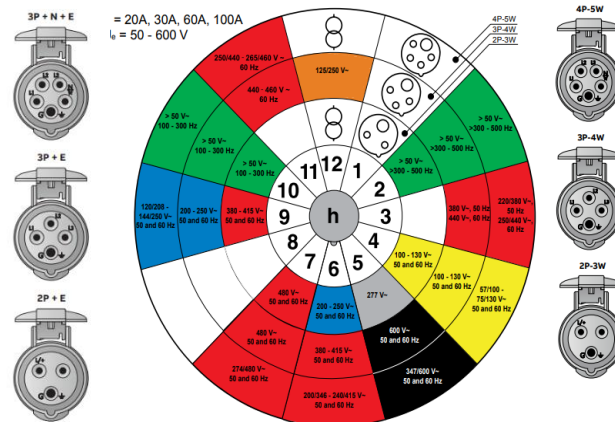 3P + N + E
= 20A, 30A, 60A, 100A
= 50 - 600 V
4P-5W
3P-4W
2P-3W
4P-5W
250/440 - 265/460 V~
60 Hz
440 - 460 V~
60 Hz
125/250 V~
> 50 V~
100 - 300 Hz
> 50 V~
100 - 300 Hz
> 50 V~
100 - 300 Hz
> 50 V~
>300 - 500 Hz
> 50 V~
>300 - 500 Hz
> 50 V~
>300 - 500 Hz
3P + E
3P-4W
120/208 -
144/250 V~
50 and 60 Hz
200 - 250 V~
50 and 60 Hz
380 - 415 V~
50 and 60 Hz
12
1
2
3
4
5
6
7
8
9
10
11
h
380 V~, 50 Hz
440 V~, 60 Hz
220/380 V~,
50 Hz
250/440 V~,
60 Hz
100 - 130 V~
50 and 60 Hz
100 - 130 V~
50 and 60 Hz
57/100 -
75/130 V~
50 and 60 Hz
2P + E
2P-3W
480 V~
50 and 60 Hz
480 V~
50 and 60 Hz
274/480 V~
50 and 60 Hz
200 - 250 V~
50 and 60 Hz
380 - 415 V~
50 and 60 Hz
200/346 - 240/415 V~
50 and 60 Hz
277 V~
600 V~
50 and 60 Hz
347/600 V~
50 and 60 Hz